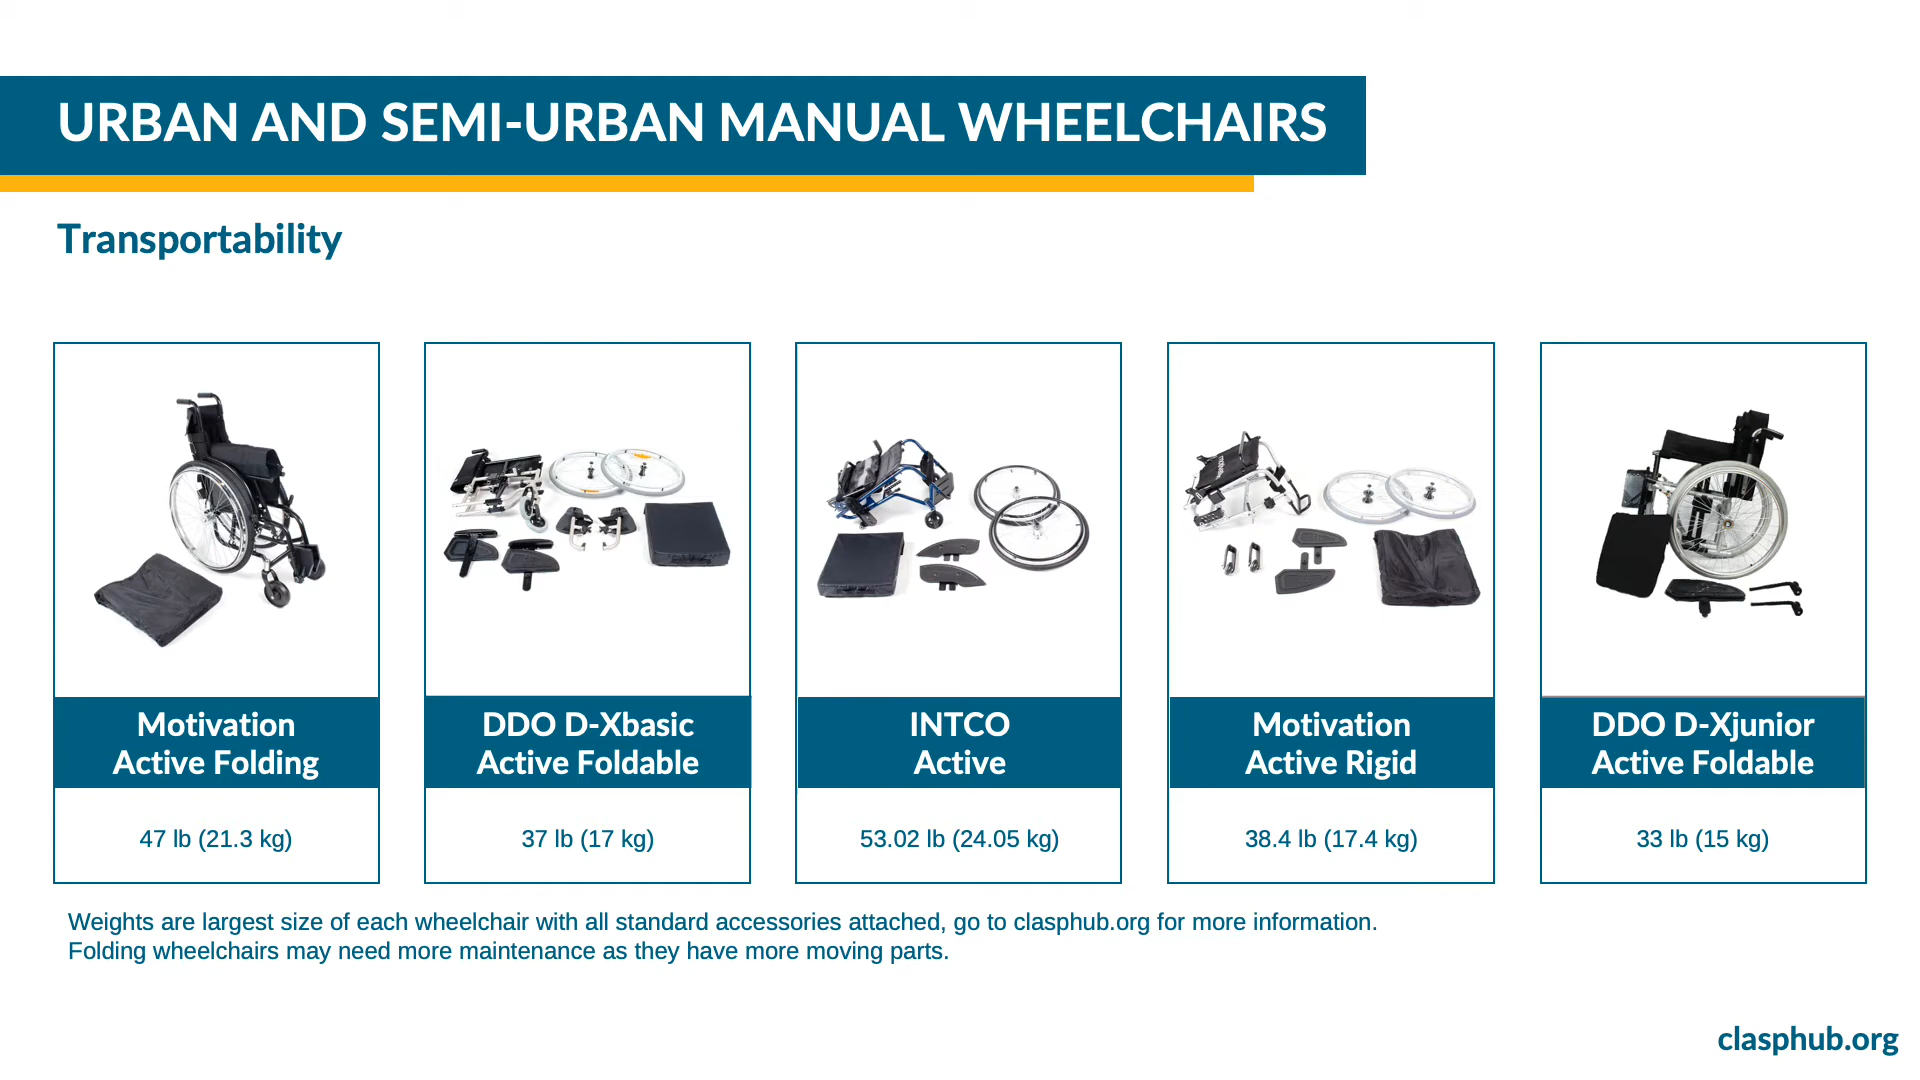 URBAN AND SEMI-URBAN MANUAL WHEELCHAIRS
Transportability
Motivation
Active Folding
47 lb (21.3 kg)
DDO D-Xbasic
Active Foldable
37 lb (17 kg)
INTCO
Active
53.02 lb (24.05 kg)
Motivation
Active Rigid
38.4 lb (17.4 kg)
DDO D-Xjunior
Active Foldable
33 lb (15 kg)
Weights are largest size of each wheelchair with all standard accessories attached, go to clasphub.org for more information.
Folding wheelchairs may need more maintenance as they have more moving parts.
clasphub.org